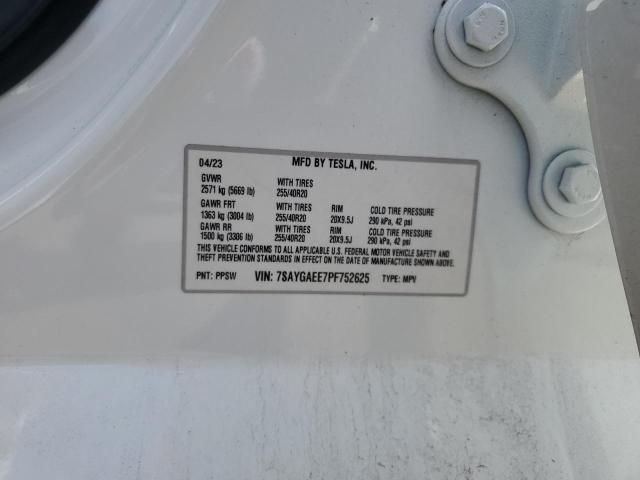 04/23 MFD BY TESLA, INC.
GVWR WITH TIRES
2571 kg (5669 lb) 255/40R20
GAWR FRT WITH TIRES RIM COLD TIRE PRESSURE
1363 kg (3004 lb) 255/40R20 20X9.5J 290 kPa, 42 psi
GAWR RR WITH TIRES RIM COLD TIRE PRESSURE
1500 kg (3306 lb) 255/40R20 20X9.5J 290 kPa, 42 psi
THIS VEHICLE CONFORMS TO ALL APPLICABLE U.S. FEDERAL MOTOR VEHICLE SAFETY AND
THEFT PREVENTION STANDARDS IN EFFECT ON THE DATE OF MANUFACTURE SHOWN ABOVE.
PNT: PPSW VIN: 7SAYGAEE7PF752625 TYPE: MPV